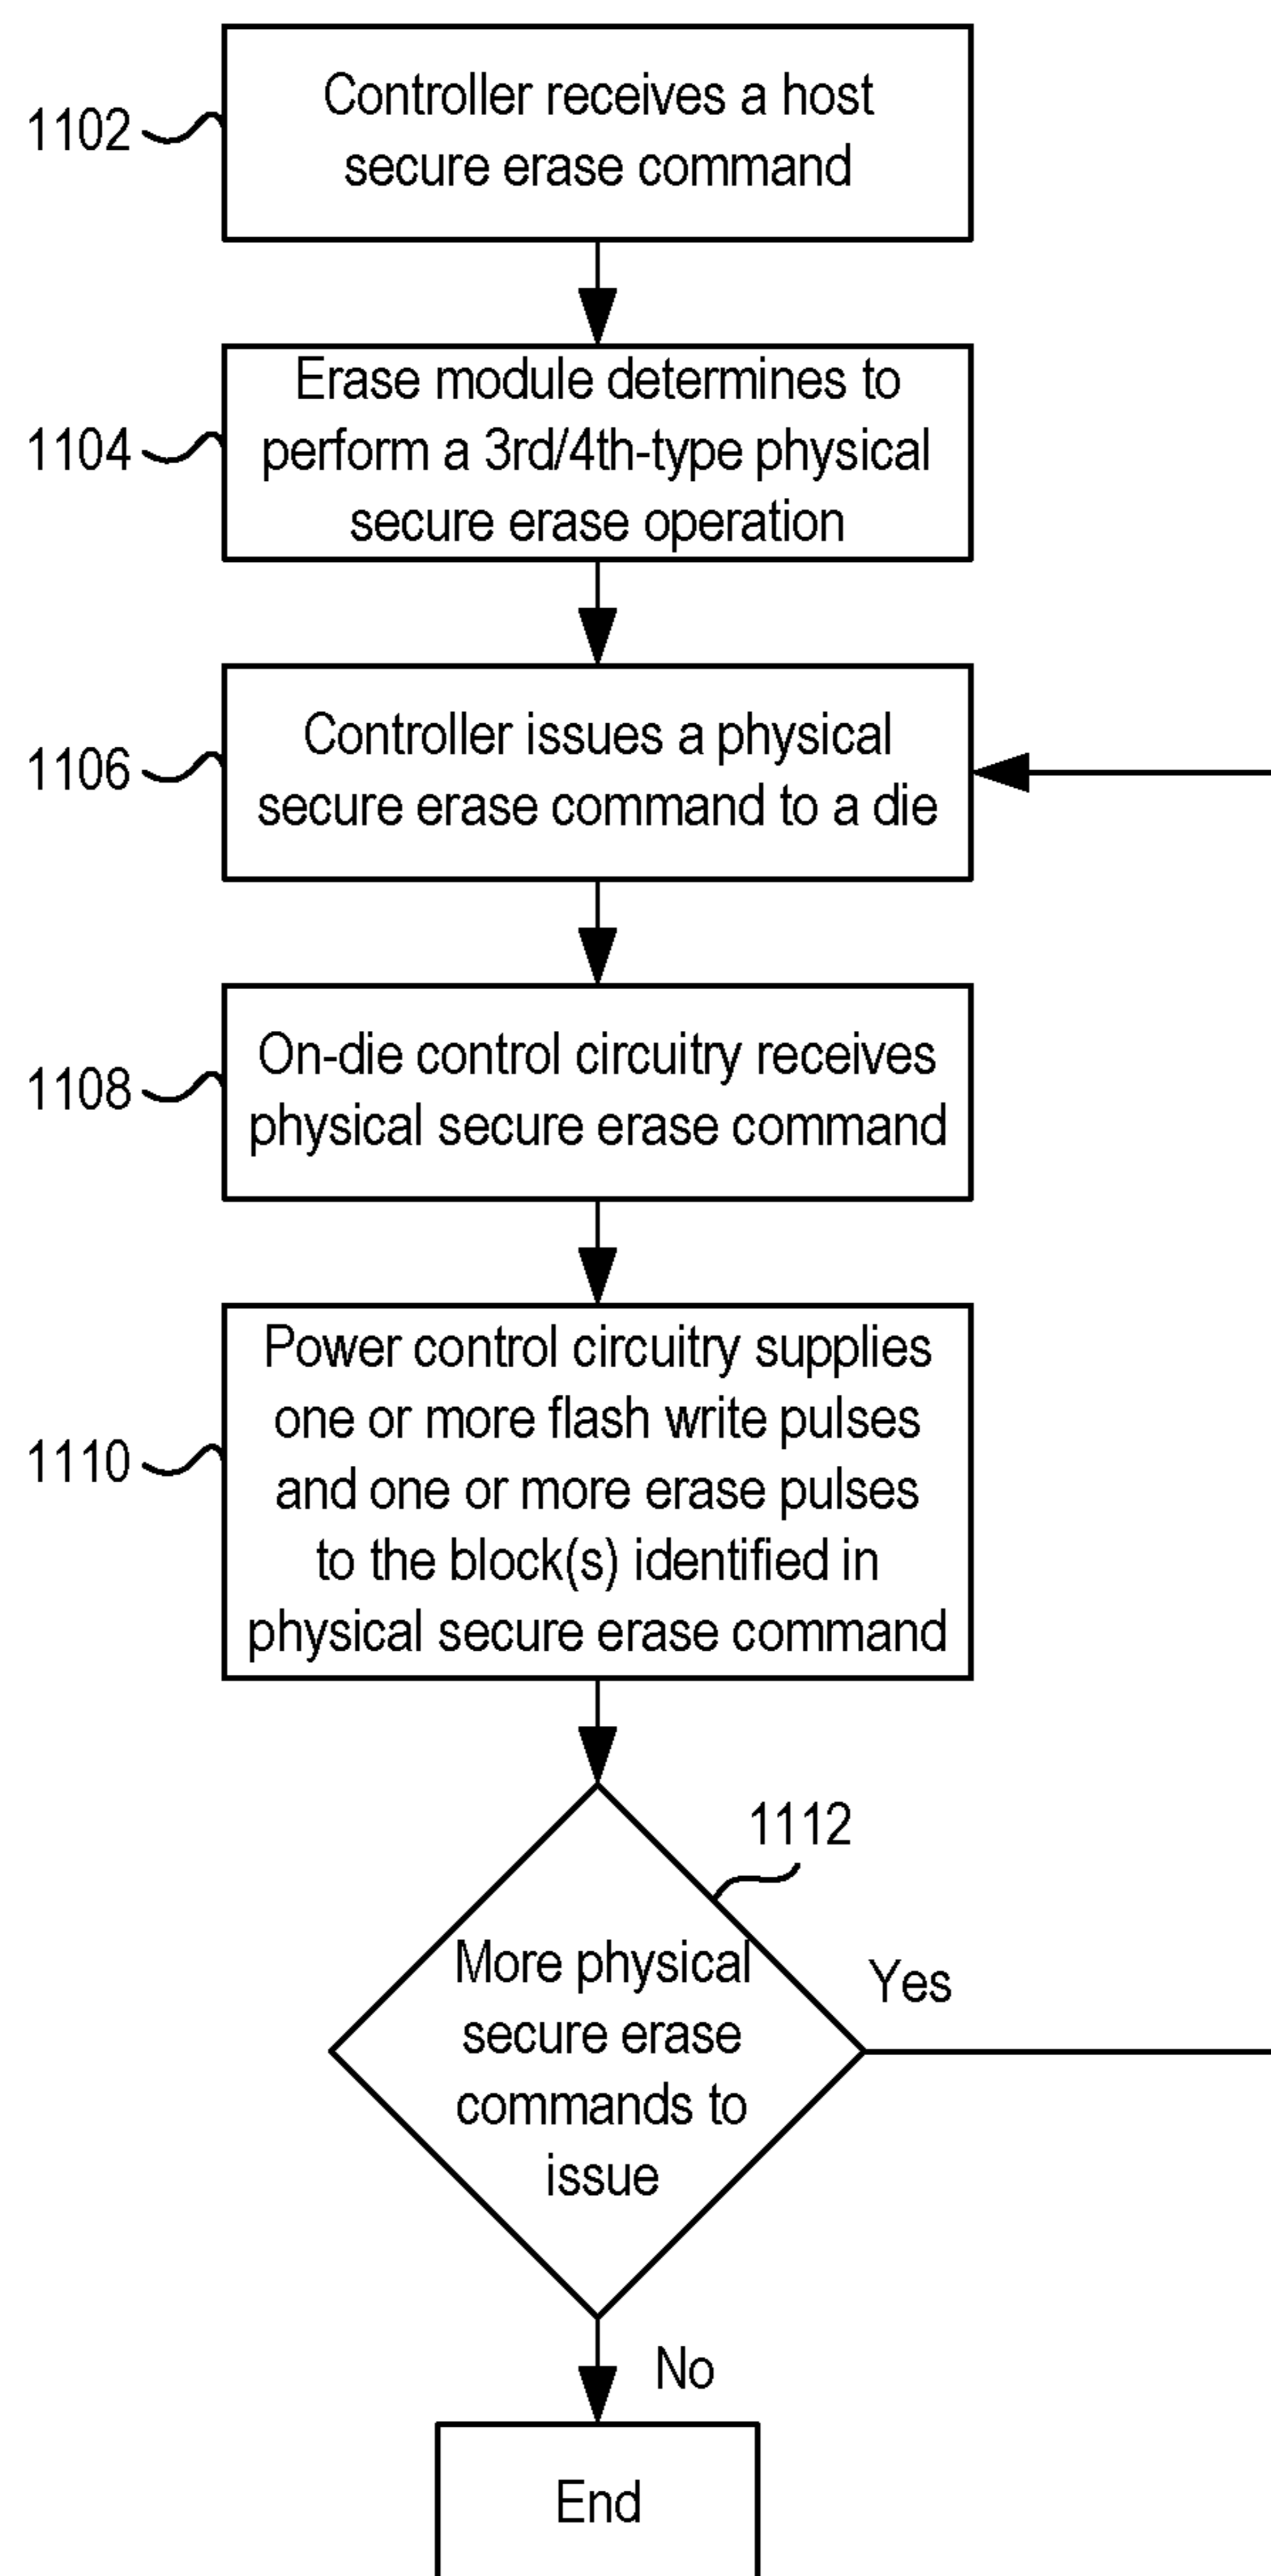 1102
Controller receives a host
secure erase command
1104
Erase module determines to
perform a 3rd/4th-type physical
secure erase operation
1106
Controller issues a physical
secure erase command to a die
1108
On-die control circuitry receives
physical secure erase command
1110
Power control circuitry supplies
one or more flash write pulses
and one or more erase pulses
to the block(s) identified in
physical secure erase command
1112
More physical
secure erase
commands to
issue
Yes
No
End